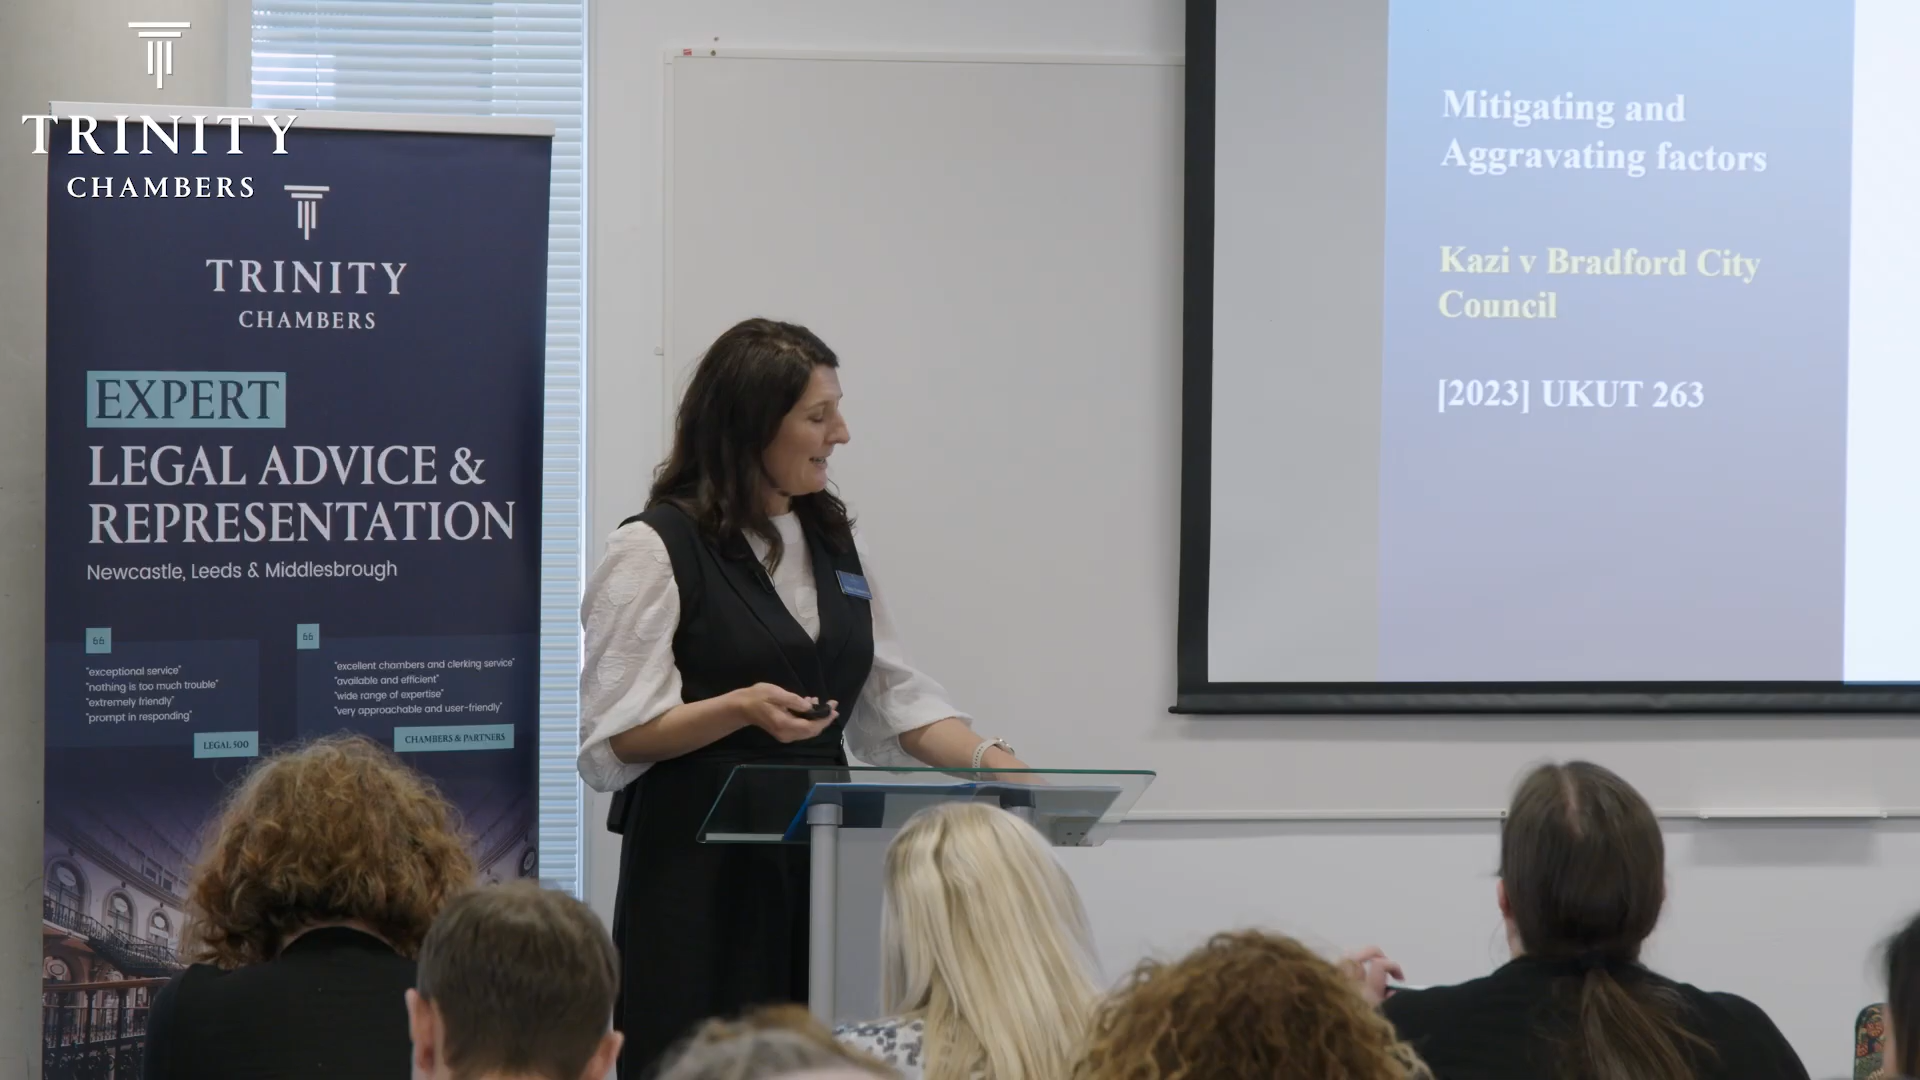 TRINITY
CHAMBERS
TRINITY
CHAMBERS
EXPERT
LEGAL ADVICE &
REPRESENTATION
Newcastle, Leeds & Middlesbrough
"exceptional service"
"nothing is too much trouble"
"extremely friendly"
"prompt in responding"
LEGAL 500
"excellent chambers and clerking service"
"available and efficient"
"wide range of expertise"
"very approachable and user-friendly"
CHAMBERS & PARTNERS
Mitigating and
Aggravating factors
Kazi v Bradford City
Council
[2023] UKUT 263